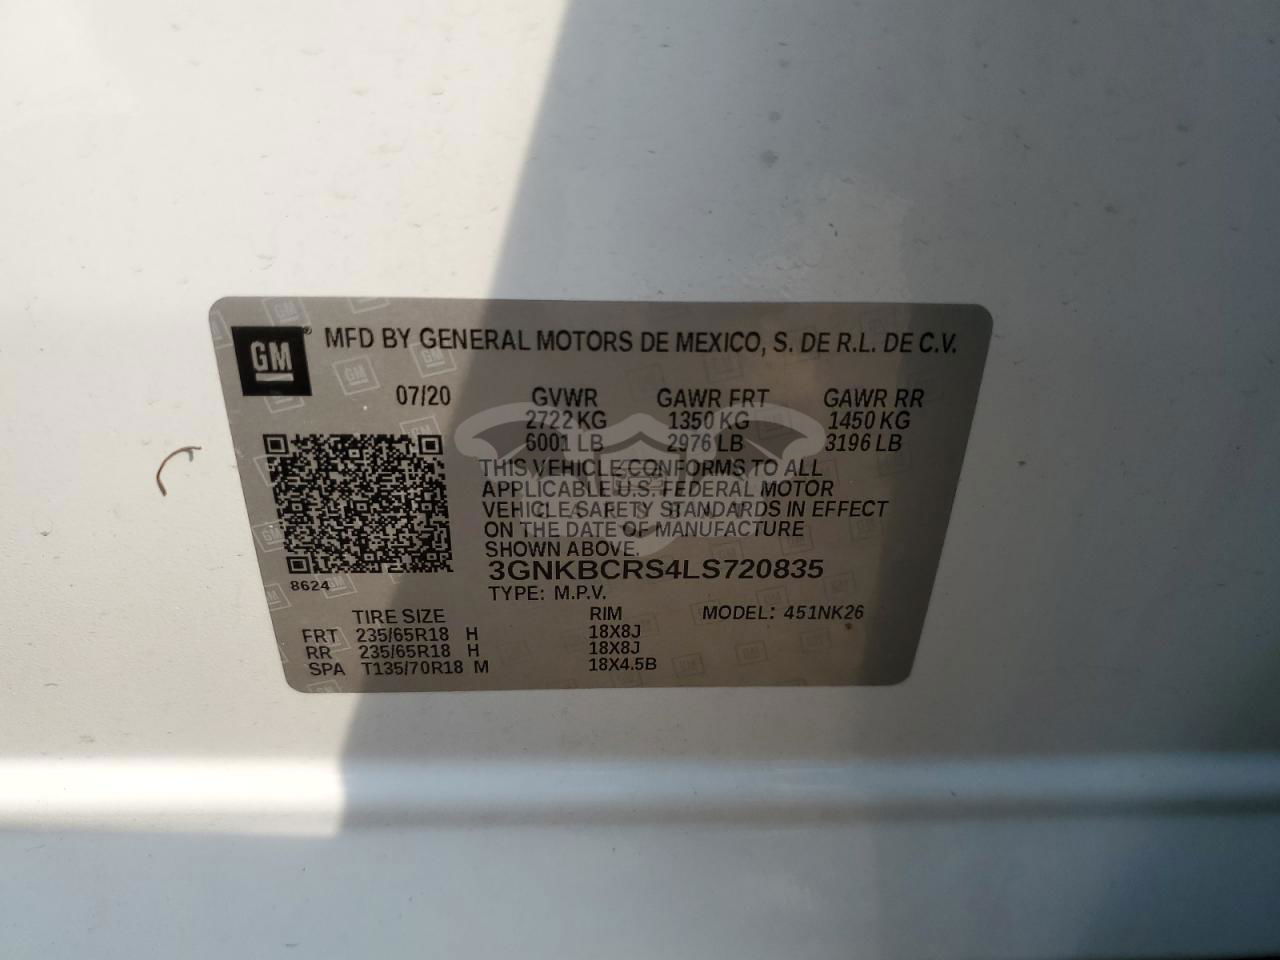 GM ® MFD BY GENERAL MOTORS DE MEXICO, S. DE R.L. DE C.V.
07/20 GVWR GAWR FRT GAWR RR
2722 KG 1350 KG 1450 KG
6001 LB 2976 LB 3196 LB
THIS VEHICLE CONFORMS TO ALL
APPLICABLE U.S. FEDERAL MOTOR
VEHICLE SAFETY STANDARDS IN EFFECT
ON THE DATE OF MANUFACTURE
SHOWN ABOVE.
3GNKBCRS4LS720835
8624
TYPE: M.P.V.
TIRE SIZE RIM MODEL: 451NK26
FRT 235/65R18 H 18X8J
RR 235/65R18 H 18X8J
SPA T135/70R18 M 18X4.5B